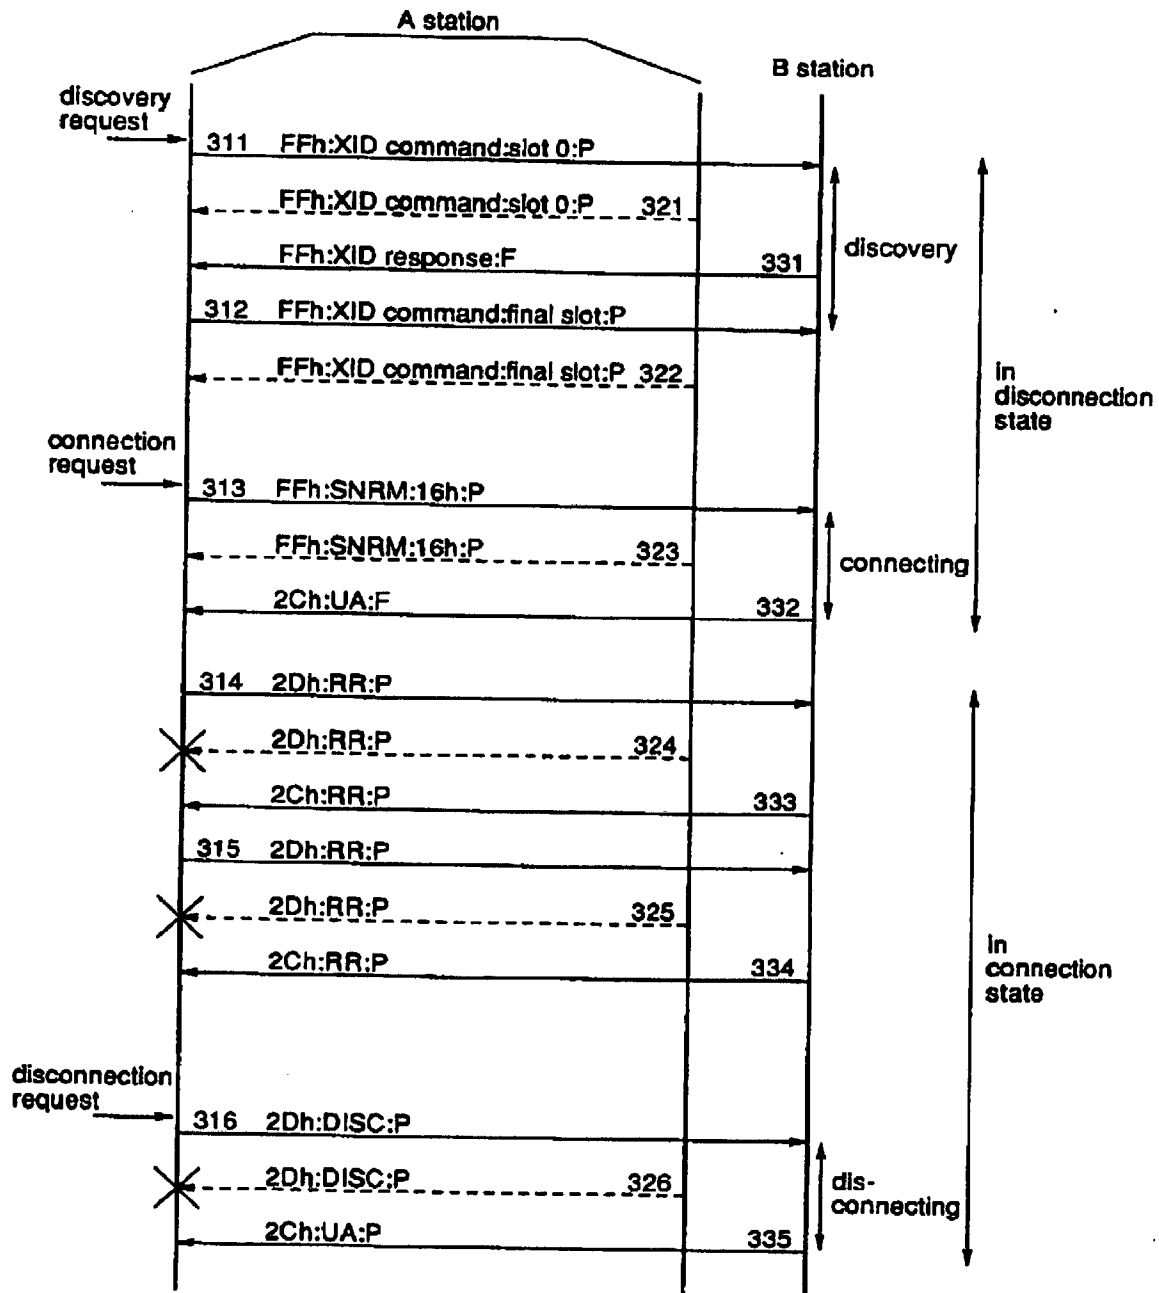 A station
B station
discovery
request
311 FFh:XID command:slot 0:P
FFh:XID command:slot 0:P 321
discovery
FFh:XID response:F 331
312 FFh:XID command:final slot:P
FFh:XID command:final slot:P 322
in
disconnection
state
connection
request
313 FFh:SNRM:16h:P
FFh:SNRM:16h:P 323
connecting
2Ch:UA:F 332
314 2Dh:RR:P
2Dh:RR:P 324
2Ch:RR:P 333
315 2Dh:RR:P
2Dh:RR:P 325
2Ch:RR:P 334
in
connection
state
disconnection
request
316 2Dh:DISC:P
2Dh:DISC:P 326
dis-
connecting
2Ch:UA:P 335